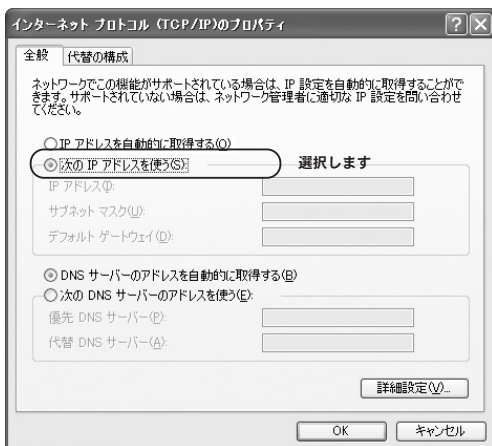 インターネット プロトコル (TCP/IP)のプロパティ
全般 代替の構成
ネットワークでこの機能がサポートされている場合は、IP 設定を自動的に取得することがで
きます。サポートされていない場合は、ネットワーク管理者に適切な IP 設定を問い合わせ
てください。
IP アドレスを自動的に取得する(O)
次の IP アドレスを使う(S): 選択します
IP アドレス(I):
サブネット マスク(U):
デフォルト ゲートウェイ(D):
DNS サーバーのアドレスを自動的に取得する(B)
次の DNS サーバーのアドレスを使う(E):
優先 DNS サーバー(P):
代替 DNS サーバー(A):
詳細設定(V)...
OK キャンセル